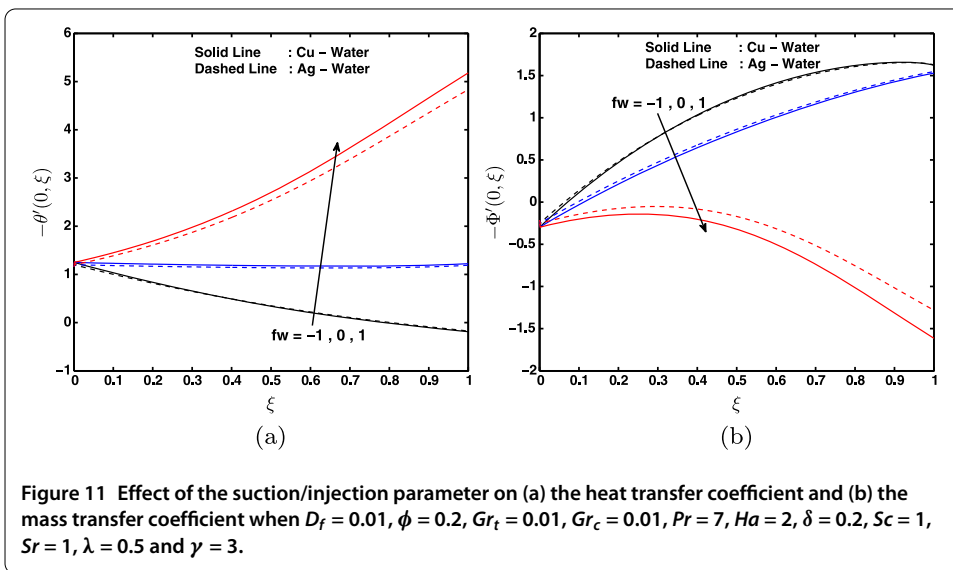 Solid Line : Cu – Water
Dashed Line : Ag – Water
fw = −1 , 0 , 1
−θ′(0, ξ)
6
5
4
3
2
1
0
−1
0 0.1 0.2 0.3 0.4 0.5 0.6 0.7 0.8 0.9 1
ξ
(a)
Solid Line : Cu – Water
Dashed Line : Ag – Water
fw = −1 , 0 , 1
−Φ′(0, ξ)
2
1.5
1
0.5
0
−0.5
−1
−1.5
−2
0 0.1 0.2 0.3 0.4 0.5 0.6 0.7 0.8 0.9 1
ξ
(b)
Figure 11 Effect of the suction/injection parameter on (a) the heat transfer coefficient and (b) the
mass transfer coefficient when D_f = 0.01, ϕ = 0.2, Gr_t = 0.01, Gr_c = 0.01, Pr = 7, Ha = 2, δ = 0.2, Sc = 1,
Sr = 1, λ = 0.5 and γ = 3.